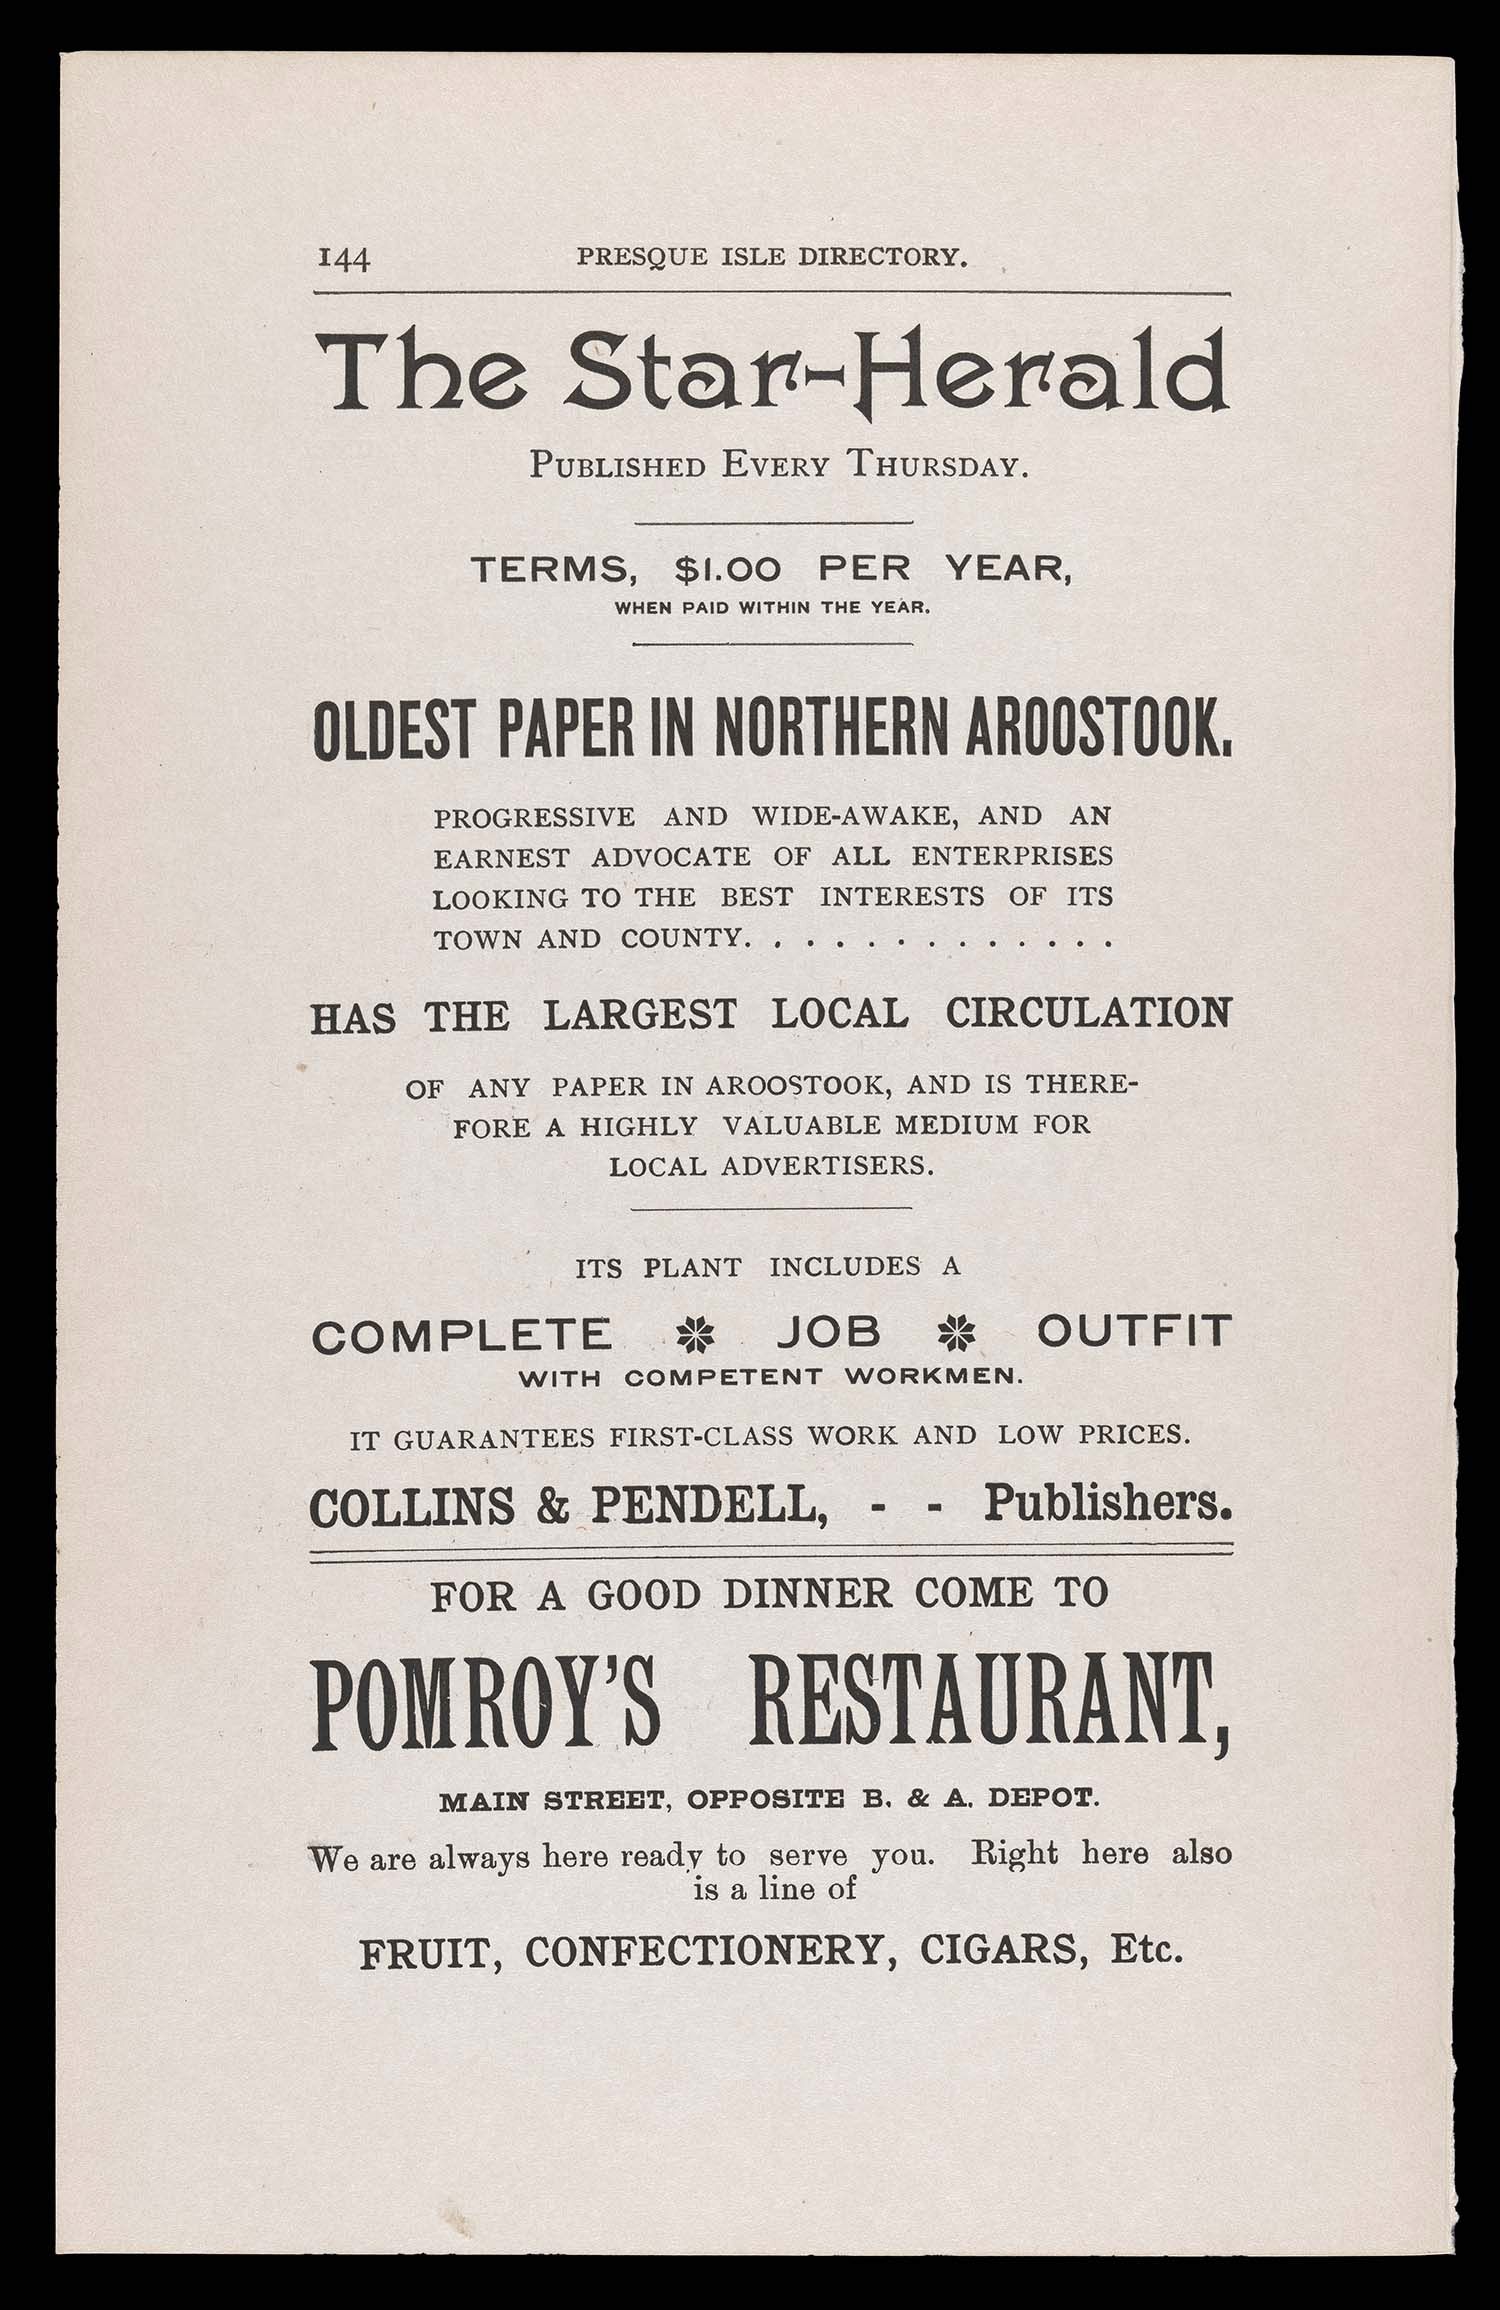 144 PRESQUE ISLE DIRECTORY.
The Star-Herald
PUBLISHED EVERY THURSDAY.
TERMS, $1.00 PER YEAR,
WHEN PAID WITHIN THE YEAR.
OLDEST PAPER IN NORTHERN AROOSTOOK.
PROGRESSIVE AND WIDE-AWAKE, AND AN
EARNEST ADVOCATE OF ALL ENTERPRISES
LOOKING TO THE BEST INTERESTS OF ITS
TOWN AND COUNTY. . . . . . . . . . . . .
HAS THE LARGEST LOCAL CIRCULATION
OF ANY PAPER IN AROOSTOOK, AND IS THERE-
FORE A HIGHLY VALUABLE MEDIUM FOR
LOCAL ADVERTISERS.
ITS PLANT INCLUDES A
COMPLETE ✻ JOB ✻ OUTFIT
WITH COMPETENT WORKMEN.
IT GUARANTEES FIRST-CLASS WORK AND LOW PRICES.
COLLINS & PENDELL, - - Publishers.
FOR A GOOD DINNER COME TO
POMROY'S RESTAURANT,
MAIN STREET, OPPOSITE B. & A. DEPOT.
We are always here ready to serve you. Right here also
is a line of
FRUIT, CONFECTIONERY, CIGARS, Etc.